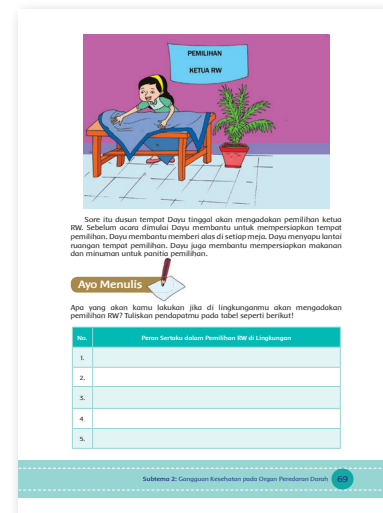 PEMILIHAN
KETUA RW
Sore itu dusun tempat Dayu tinggal akan mengadakan pemilihan ketua
RW. Sebelum acara dimulai Dayu membantu untuk mempersiapkan tempat
pemilihan. Dayu membantu memberi alas di setiap meja. Dayu menyapu lantai
ruangan tempat pemilihan. Dayu juga membantu mempersiapkan makanan
dan minuman untuk panitia pemilihan.
Ayo Menulis
Apa yang akan kamu lakukan jika di lingkunganmu akan mengadakan
pemilihan RW? Tuliskan pendapatmu pada tabel seperti berikut!
No. Peran Sertaku dalam Pemilihan RW di Lingkungan
1.
2.
3.
4
5.
Subtema 2: Gangguan Kesehatan pada Organ Peredaran Darah 69